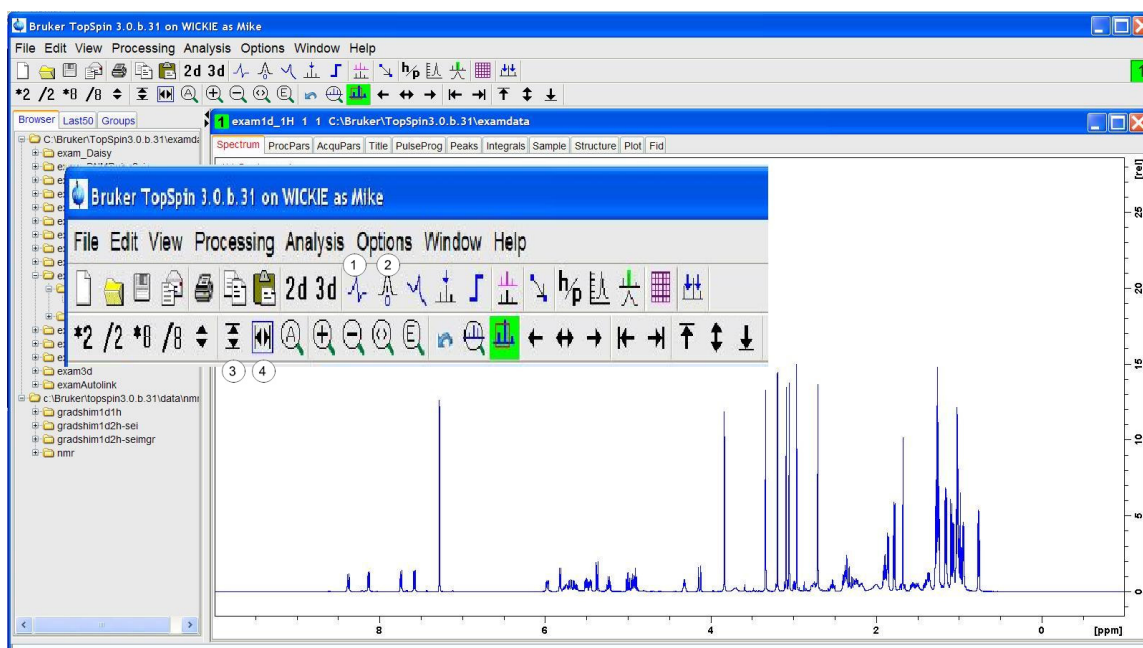 Bruker TopSpin 3.0.b.31 on WICKIE as Mike
File Edit View Processing Analysis Options Window Help
2d 3d h/p
1
*2 /2 *8 /8 A E
Browser Last50 Groups
1 exam1d_1H 1 1 C:\Bruker\TopSpin3.0.b.31\examdata
C:\Bruker\TopSpin3.0.b.31\examda
Spectrum ProcPars AcquPars Title PulseProg Peaks Integrals Sample Structure Plot Fid
exam_Daisy
Bruker TopSpin 3.0.b.31 on WICKIE as Mike
File Edit View Processing Analysis Options Window Help
1 2
2d 3d h/p
*2 /2 *8 /8 A E
3 4
exam3d
examAutolink
c:\Bruker\topspin3.0.b.31\data\nmr
gradshim1d1h
gradshim1d2h-sei
gradshim1d2h-seimgr
nmr
[rel]
25
20
15
10
5
0
8 6 4 2 0 [ppm]